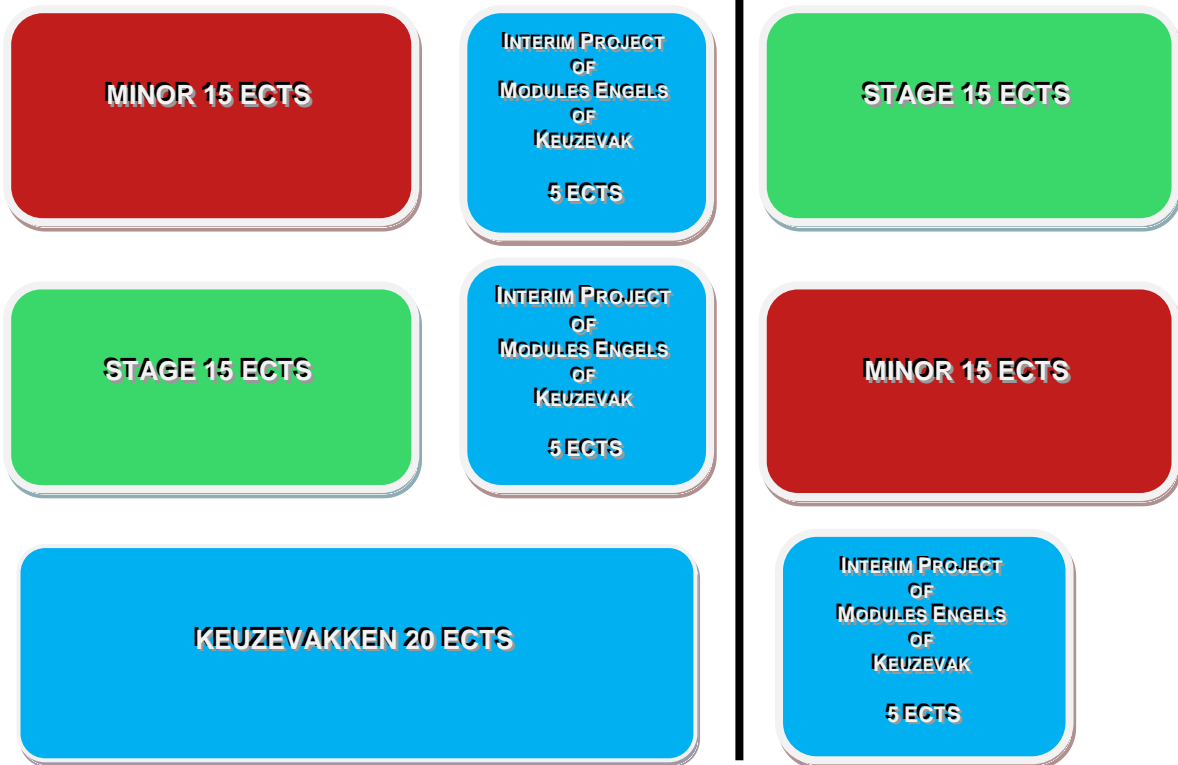 MINOR 15 ECTS
INTERIM PROJECT
OF
MODULES ENGELS
OF
KEUZEVAK
5 ECTS
STAGE 15 ECTS
STAGE 15 ECTS
INTERIM PROJECT
OF
MODULES ENGELS
OF
KEUZEVAK
5 ECTS
MINOR 15 ECTS
KEUZEVAKKEN 20 ECTS
INTERIM PROJECT
OF
MODULES ENGELS
OF
KEUZEVAK
5 ECTS